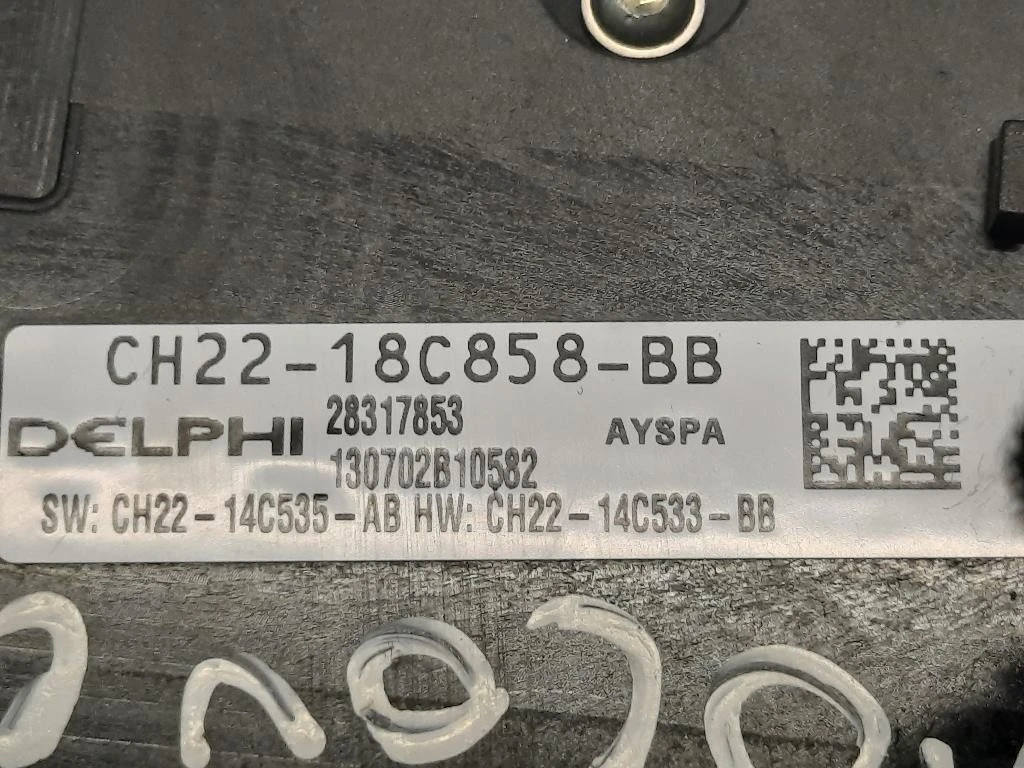 CH22-18C858-BB
DELPHI 28317853 AYSPA
130702B10582
SW: CH22-14C535-AB HW: CH22-14C533-BB